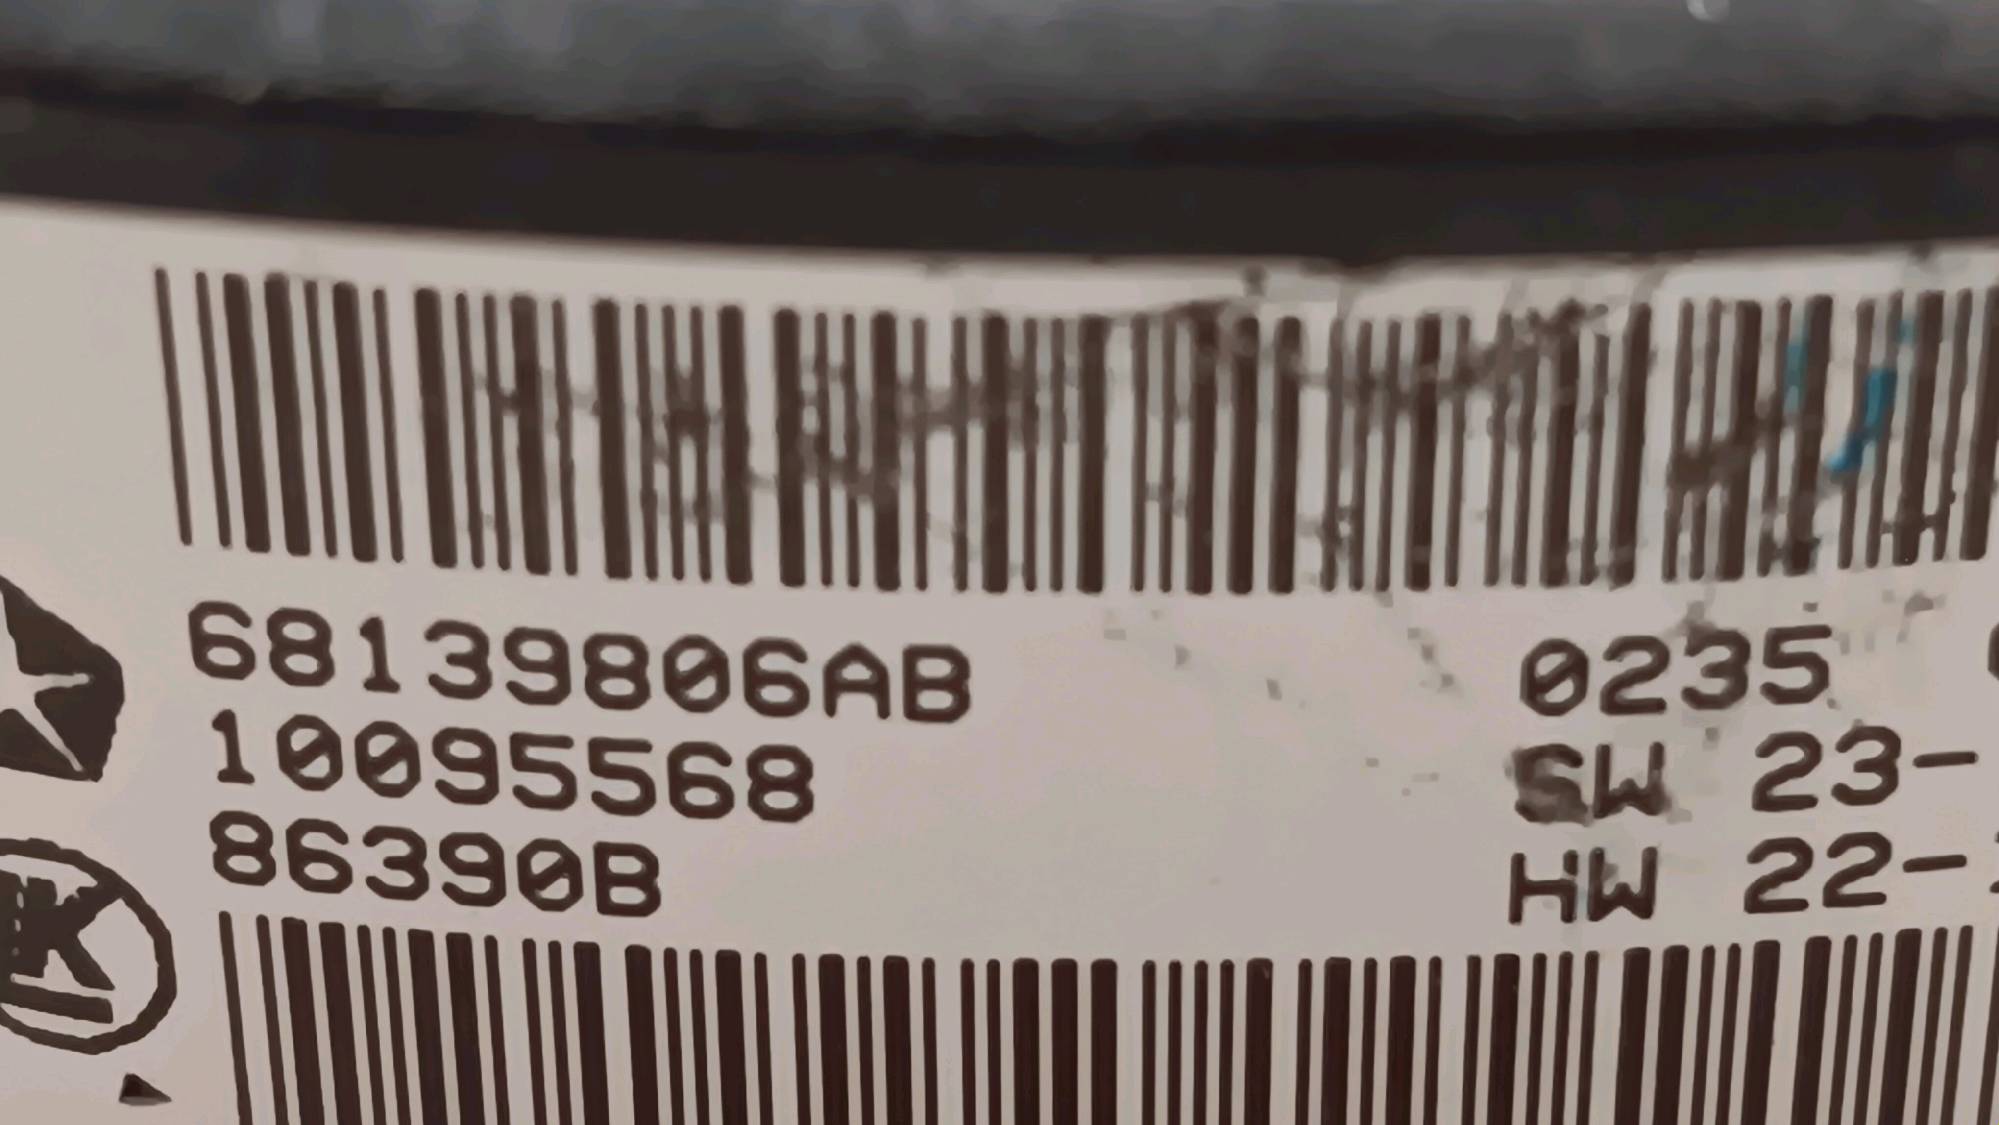 68139806AB 0235
10095568 SW 23-
86390B HW 22-
K